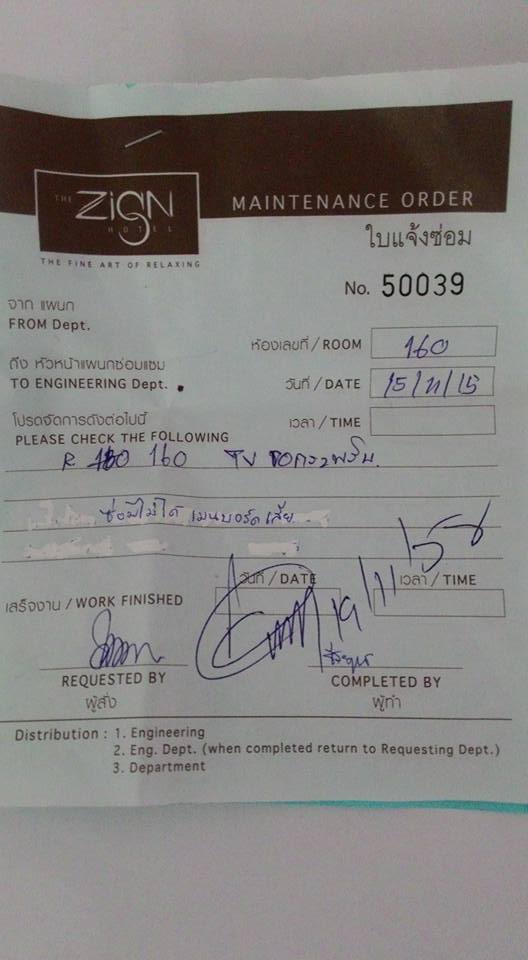 THE
ZIGN
HOTEL
THE FINE ART OF RELAXING
MAINTENANCE ORDER
ใบแจ้งซ่อม
No. 50039
จาก แผนก
FROM Dept.
ห้องเลขที่ / ROOM 160
ถึง หัวหน้าแผนกซ่อมแซม
TO ENGINEERING Dept.
วันที่ / DATE 15/11/15
โปรดจัดการดังต่อไปนี้
เวลา / TIME
PLEASE CHECK THE FOLLOWING
R 160 TV จอกระพริบ
ซ่อมไม่ได้ เมนบอร์ดเสีย
วันที่ / DATE
เวลา / TIME
เสร็จงาน / WORK FINISHED
19/11/58
REQUESTED BY
COMPLETED BY
ผู้สั่ง
ผู้ทำ
Distribution : 1. Engineering
2. Eng. Dept. (when completed return to Requesting Dept.)
3. Department